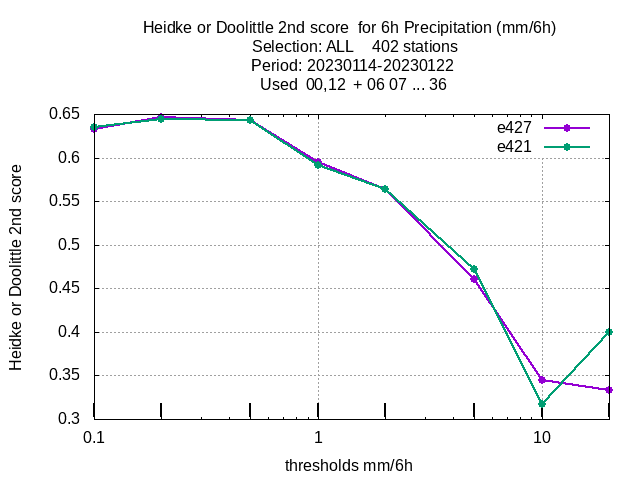 Heidke or Doolittle 2nd score  for 6h Precipitation (mm/6h)
Selection: ALL    402 stations
Period: 20230114-20230122
Used  00,12  + 06 07 ... 36
e427
e421
0.65
0.6
0.55
0.5
0.45
0.4
0.35
0.3
Heidke or Doolittle 2nd score
0.1 1 10
thresholds mm/6h